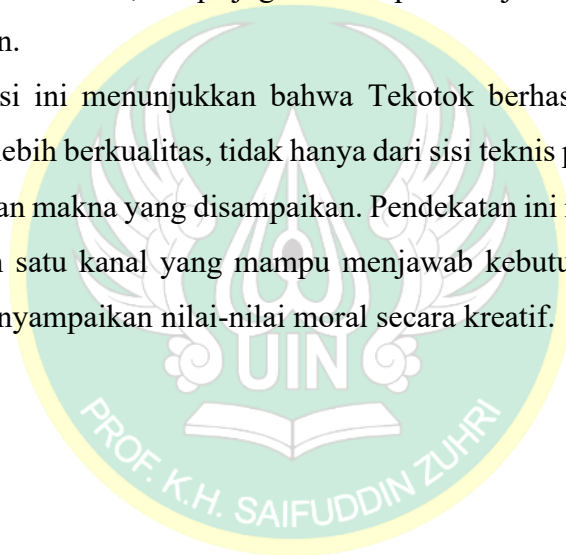 n.
si ini menunjukkan bahwa Tekotok berhas
lebih berkualitas, tidak hanya dari sisi teknis p
an makna yang disampaikan. Pendekatan ini
satu kanal yang mampu menjawab kebutu
nyampaikan nilai-nilai moral secara kreatif.
UIN
PROF. K.H. SAIFUDDIN ZUHRI